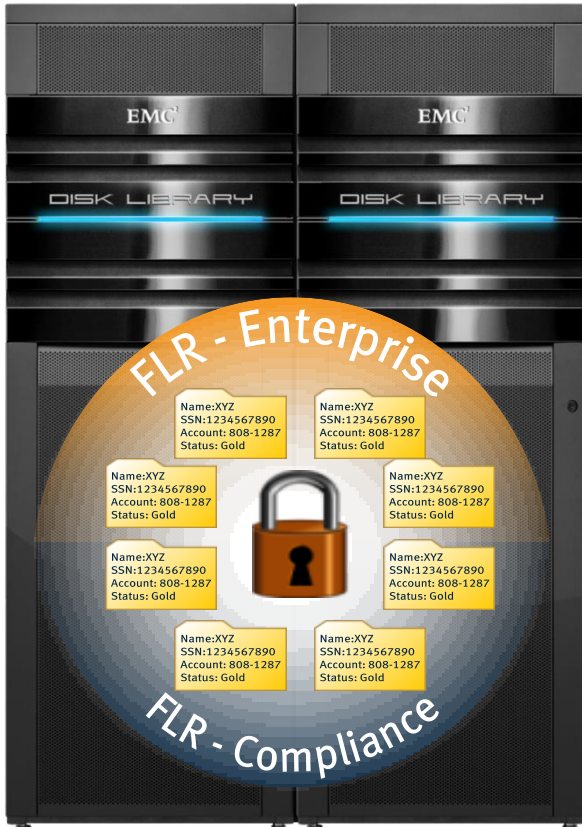 EMC²
EMC²
DISK LIBRARY
DISK LIBRARY
FLR - Enterprise
Name:XYZ
SSN:1234567890
Account: 808-1287
Status: Gold
Name:XYZ
SSN:1234567890
Account: 808-1287
Status: Gold
Name:XYZ
SSN:1234567890
Account: 808-1287
Status: Gold
Name:XYZ
SSN:1234567890
Account: 808-1287
Status: Gold
Name:XYZ
SSN:1234567890
Account: 808-1287
Status: Gold
Name:XYZ
SSN:1234567890
Account: 808-1287
Status: Gold
Name:XYZ
SSN:1234567890
Account: 808-1287
Status: Gold
Name:XYZ
SSN:1234567890
Account: 808-1287
Status: Gold
FLR - Compliance